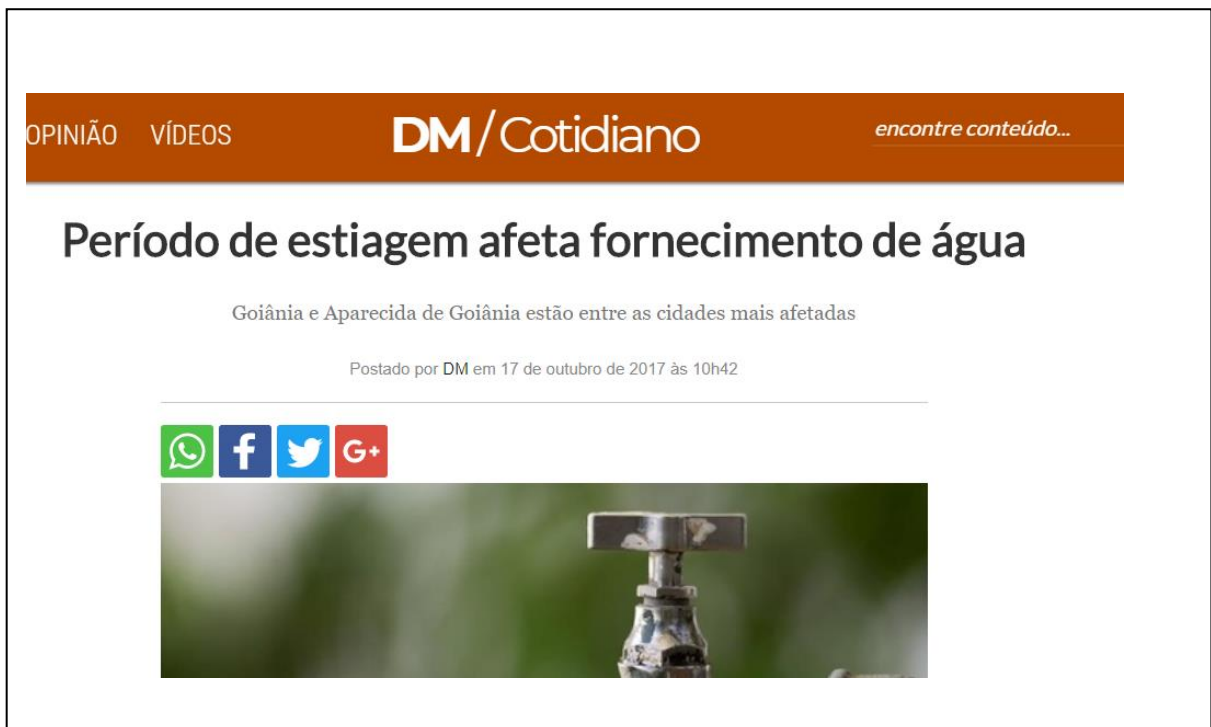 OPINIÃO VÍDEOS DM/Cotidiano encontre conteúdo...
Período de estiagem afeta fornecimento de água
Goiânia e Aparecida de Goiânia estão entre as cidades mais afetadas
Postado por DM em 17 de outubro de 2017 às 10h42
G+